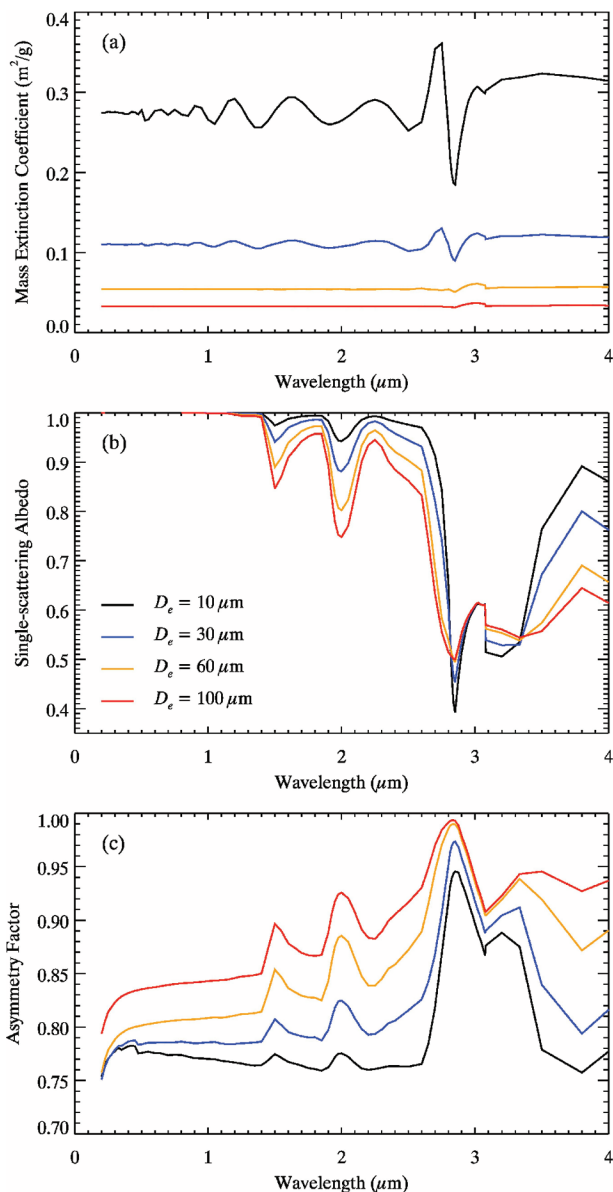 (a)
Mass Extinction Coefficient (m²/g)
0.4
0.3
0.2
0.1
0.0
0 1 2 3 4
Wavelength (μm)
(b)
Single-scattering Albedo
1.0
0.9
0.8
0.7
0.6
0.5
0.4
Dₑ = 10 μm
Dₑ = 30 μm
Dₑ = 60 μm
Dₑ = 100 μm
0 1 2 3 4
Wavelength (μm)
(c)
Asymmetry Factor
1.00
0.95
0.90
0.85
0.80
0.75
0.70
0 1 2 3 4
Wavelength (μm)